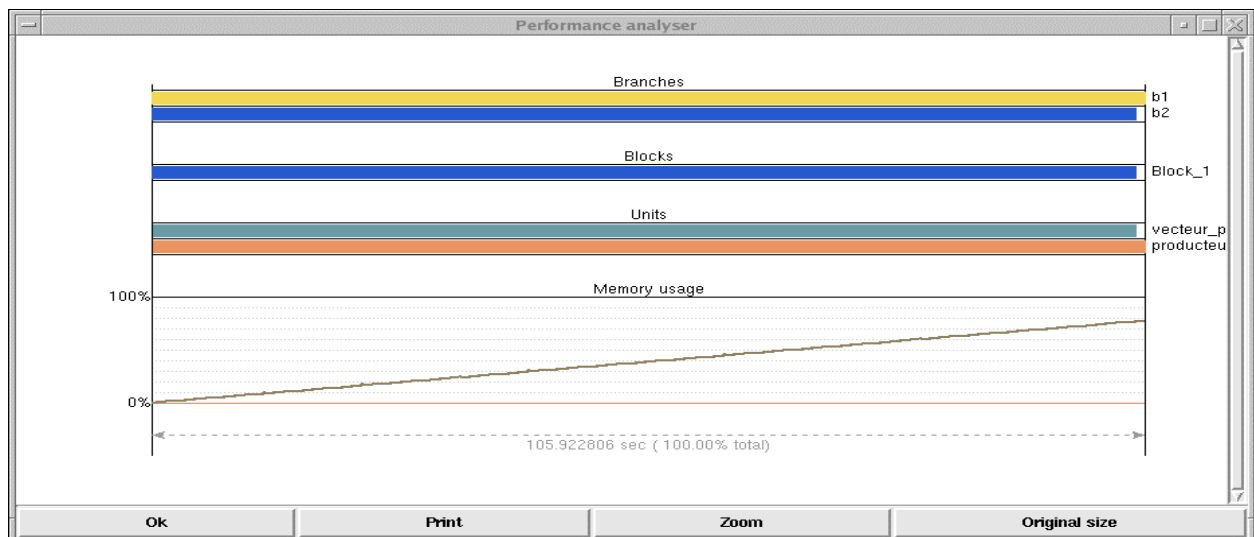 Performance analyser
Branches
b1
b2
Blocks
Block_1
Units
vecteur_p
producteu
Memory usage
100%
0%
105.922806 sec ( 100.00% total)
Ok
Print
Zoom
Original size